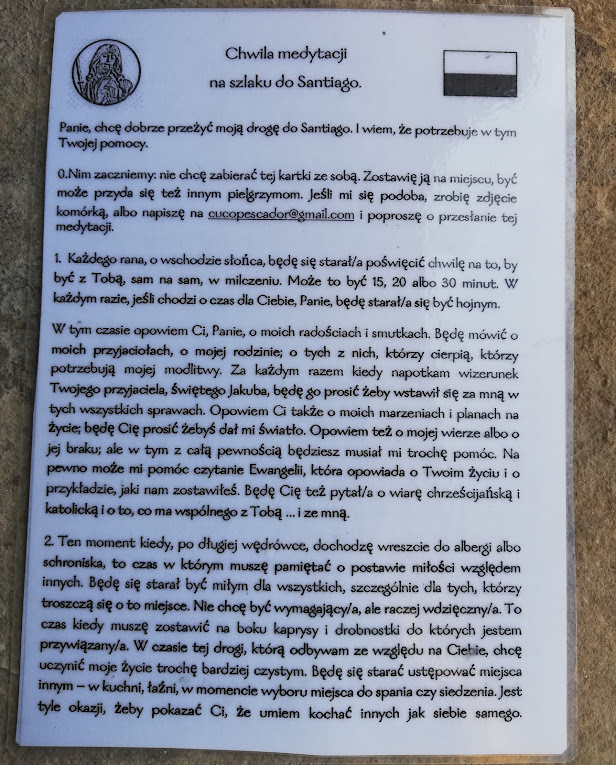 Chwila medytacji
na szlaku do Santiago.
Panie, chcę dobrze przeżyć moją drogę do Santiago. I wiem, że potrzebuje w tym
Twojej pomocy.
0.Nim zaczniemy: nie chcę zabierać tej kartki ze sobą. Zostawię ją na miejscu, być
może przyda się też innym pielgrzymom. Jeśli mi się podoba, zrobię zdjęcie
komórką, albo napiszę na cucopescador@gmail.com i poproszę o przesłanie tej
medytacji.
1. Każdego rana, o wschodzie słońca, będę się starał/a poświęcić chwilę na to, by
być z Tobą, sam na sam, w milczeniu. Może to być 15, 20 albo 30 minut. W
każdym razie, jeśli chodzi o czas dla Ciebie, Panie, będę starał/a się być hojnym.
W tym czasie opowiem Ci, Panie, o moich radościach i smutkach. Będę mówić o
moich przyjaciołach, o mojej rodzinie; o tych z nich, którzy cierpią, którzy
potrzebują mojej modlitwy. Za każdym razem kiedy napotkam wizerunek
Twojego przyjaciela, Świętego Jakuba, będę go prosić żeby wstawił się za mną w
tych wszystkich sprawach. Opowiem Ci także o moich marzeniach i planach na
życie; będę Cię prosić żebyś dał mi światło. Opowiem też o mojej wierze albo o
jej braku; ale w tym z całą pewnością będziesz musiał mi trochę pomóc. Na
pewno może mi pomóc czytanie Ewangelii, która opowiada o Twoim życiu i o
przykładzie, jaki nam zostawiłeś. Będę Cię też pytał/a o wiarę chrześcijańską i
katolicką i o to, co ma wspólnego z Tobą ... i ze mną.
2. Ten moment kiedy, po długiej wędrówce, dochodzę wreszcie do albergi albo
schroniska, to czas w którym muszę pamiętać o postawie miłości względem
innych. Będę się starał być miłym dla wszystkich, szczególnie dla tych, którzy
troszczą się o to miejsce. Nie chcę być wymagający/a, ale raczej wdzięczny/a. To
czas kiedy muszę zostawić na boku kaprysy i drobnostki do których jestem
przywiązany/a. W czasie tej drogi, którą odbywam ze względu na Ciebie, chcę
uczynić moje życie trochę bardziej czystym. Będę się starać ustępować miejsca
innym – w kuchni, łaźni, w momencie wyboru miejsca do spania czy siedzenia. Jest
tyle okazji, żeby pokazać Ci, że umiem kochać innych jak siebie samego.